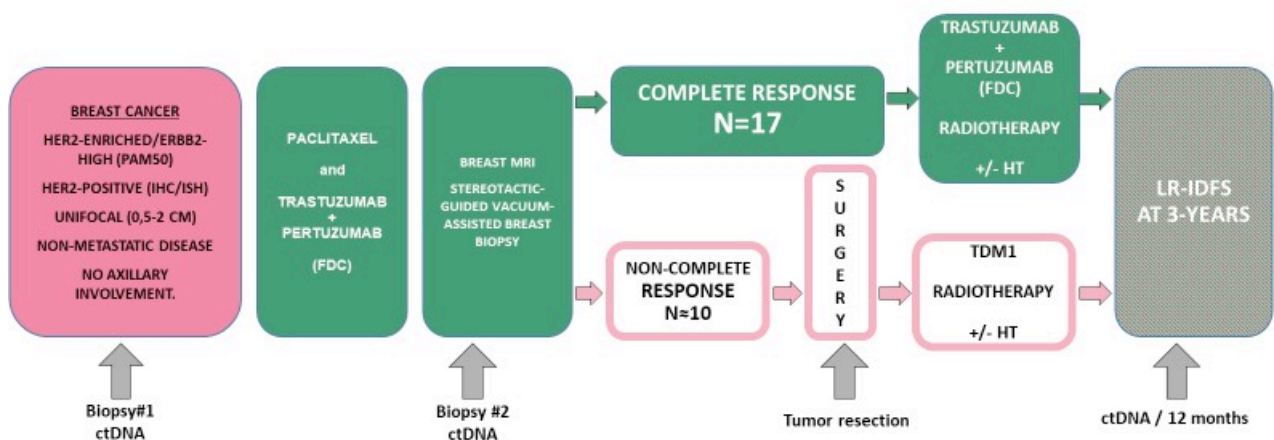 BREAST CANCER
HER2-ENRICHED/ERBB2-
HIGH (PAM50)
HER2-POSITIVE (IHC/ISH)
UNIFOCAL (0,5-2 CM)
NON-METASTATIC DISEASE
NO AXILLARY
INVOLVEMENT.
PACLITAXEL
and
TRASTUZUMAB
+
PERTUZUMAB
(FDC)
BREAST MRI
STEREOTACTIC-
GUIDED VACUUM-
ASSISTED BREAST
BIOPSY
COMPLETE RESPONSE
N=17
TRASTUZUMAB
+
PERTUZUMAB
(FDC)
RADIOTHERAPY
+/- HT
NON-COMPLETE
RESPONSE
N≈10
S
U
R
G
E
R
Y
TDM1
RADIOTHERAPY
+/- HT
LR-IDFS
AT 3-YEARS
Biopsy#1
ctDNA
Biopsy #2
ctDNA
Tumor resection
ctDNA / 12 months